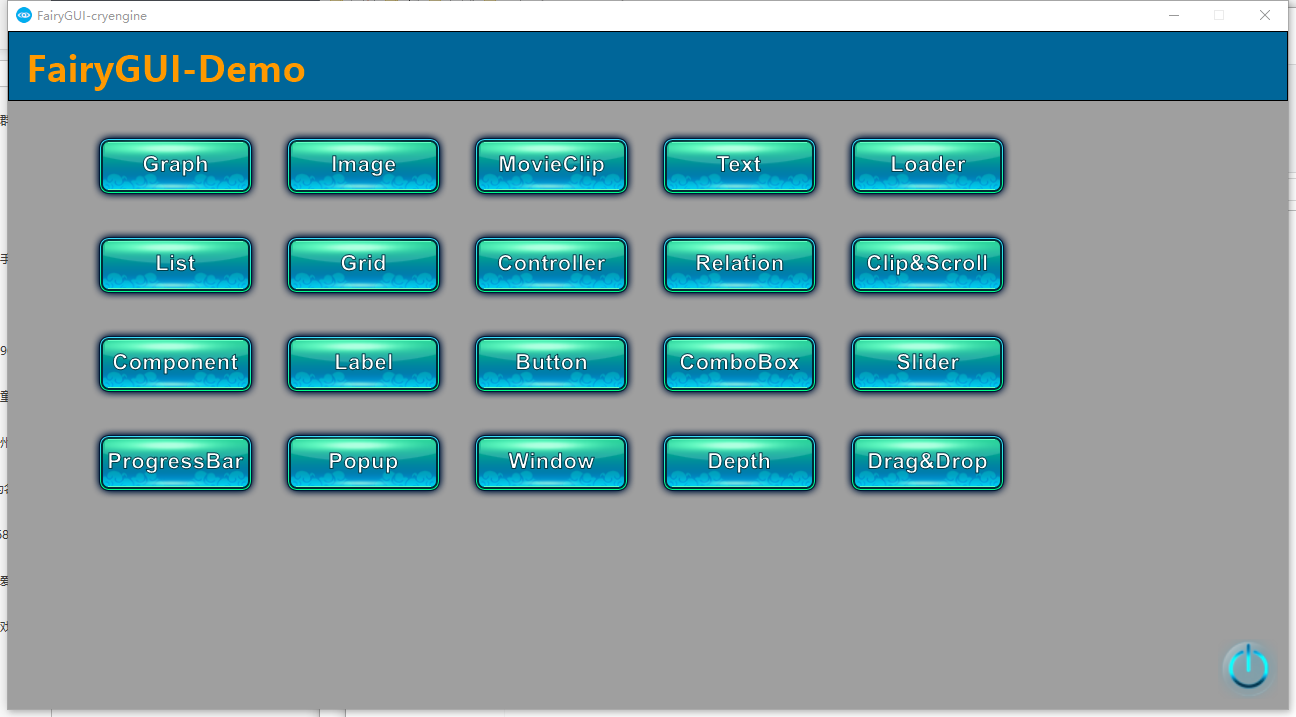 FairyGUI-cryengine
FairyGUI-Demo
Graph Image MovieClip Text Loader
List Grid Controller Relation Clip&Scroll
Component Label Button ComboBox Slider
ProgressBar Popup Window Depth Drag&Drop